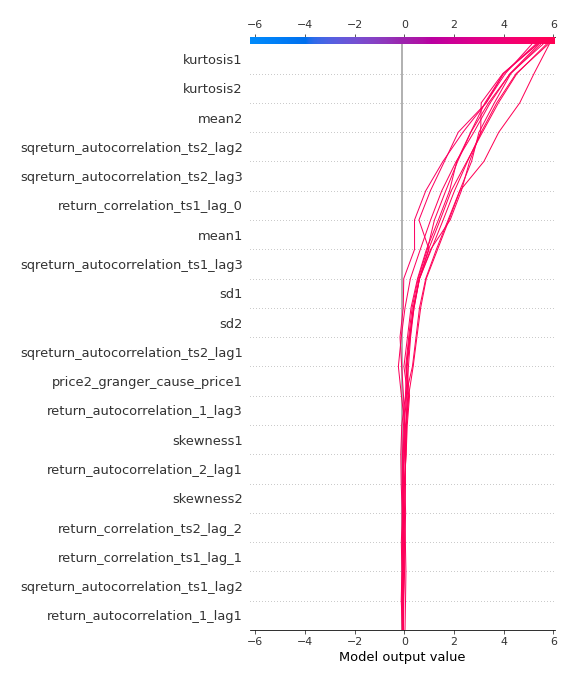 −6 −4 −2 0 2 4 6
kurtosis1
kurtosis2
mean2
sqreturn_autocorrelation_ts2_lag2
sqreturn_autocorrelation_ts2_lag3
return_correlation_ts1_lag_0
mean1
sqreturn_autocorrelation_ts1_lag3
sd1
sd2
sqreturn_autocorrelation_ts2_lag1
price2_granger_cause_price1
return_autocorrelation_1_lag3
skewness1
return_autocorrelation_2_lag1
skewness2
return_correlation_ts2_lag_2
return_correlation_ts1_lag_1
sqreturn_autocorrelation_ts1_lag2
return_autocorrelation_1_lag1
−6 −4 −2 0 2 4 6
Model output value